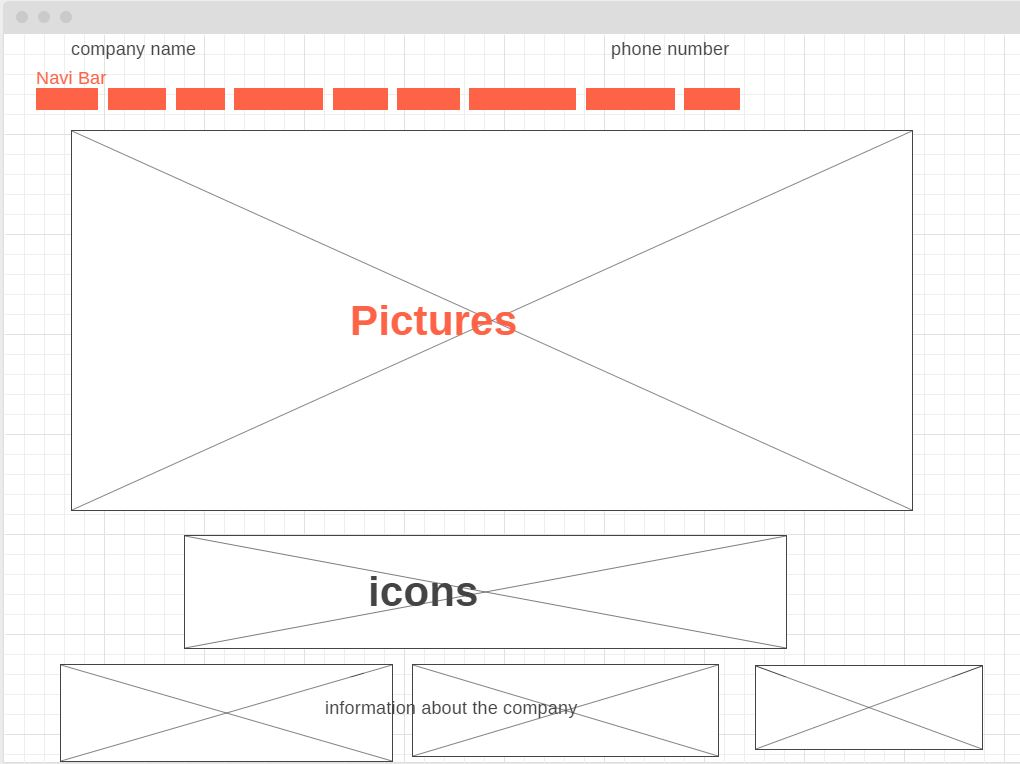 company name
phone number
Navi Bar
Pictures
icons
information about the company